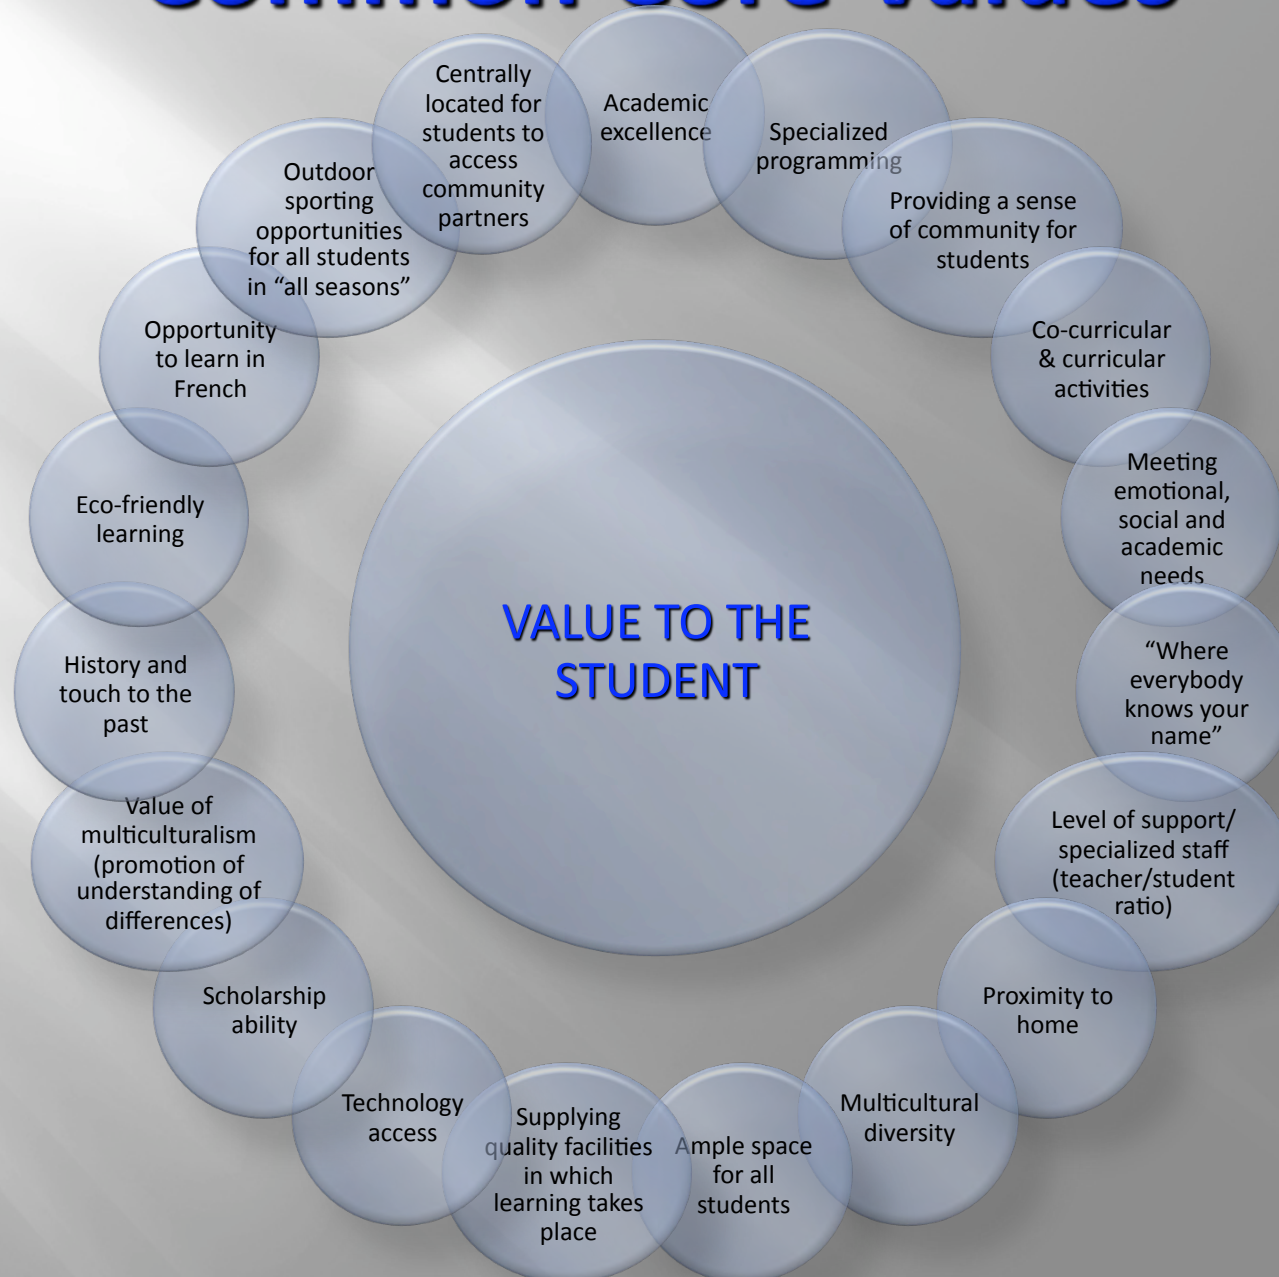 Common Core Values
Academic
excellence
Specialized
programming
Providing a sense
of community for
students
Co-curricular
& curricular
activities
Meeting
emotional,
social and
academic
needs
“Where
everybody
knows your
name”
Level of support/
specialized staff
(teacher/student
ratio)
Proximity to
home
Multicultural
diversity
Ample space
for all
students
Supplying
quality facilities
in which
learning takes
place
Technology
access
Scholarship
ability
Value of
multiculturalism
(promotion of
understanding of
differences)
History and
touch to the
past
Eco-friendly
learning
Opportunity
to learn in
French
Outdoor
sporting
opportunities
for all students
in “all seasons”
Centrally
located for
students to
access
community
partners
VALUE TO THE
STUDENT